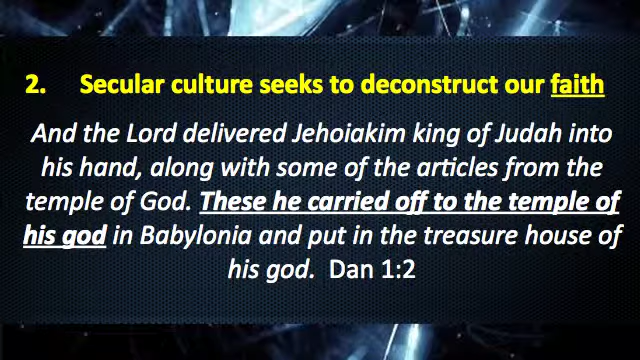 2. Secular culture seeks to deconstruct our faith
And the Lord delivered Jehoiakim king of Judah into
his hand, along with some of the articles from the
temple of God. These he carried off to the temple of
his god in Babylonia and put in the treasure house of
his god. Dan 1:2